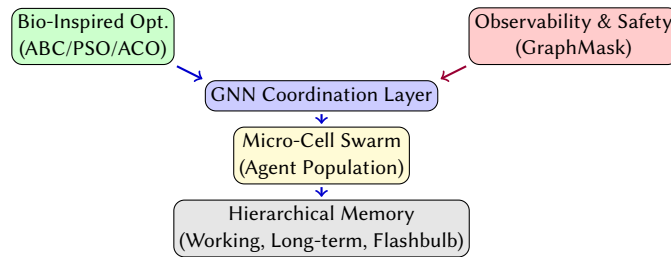 Bio-Inspired Opt.
(ABC/PSO/ACO)
Observability & Safety
(GraphMask)
GNN Coordination Layer
Micro-Cell Swarm
(Agent Population)
Hierarchical Memory
(Working, Long-term, Flashbulb)